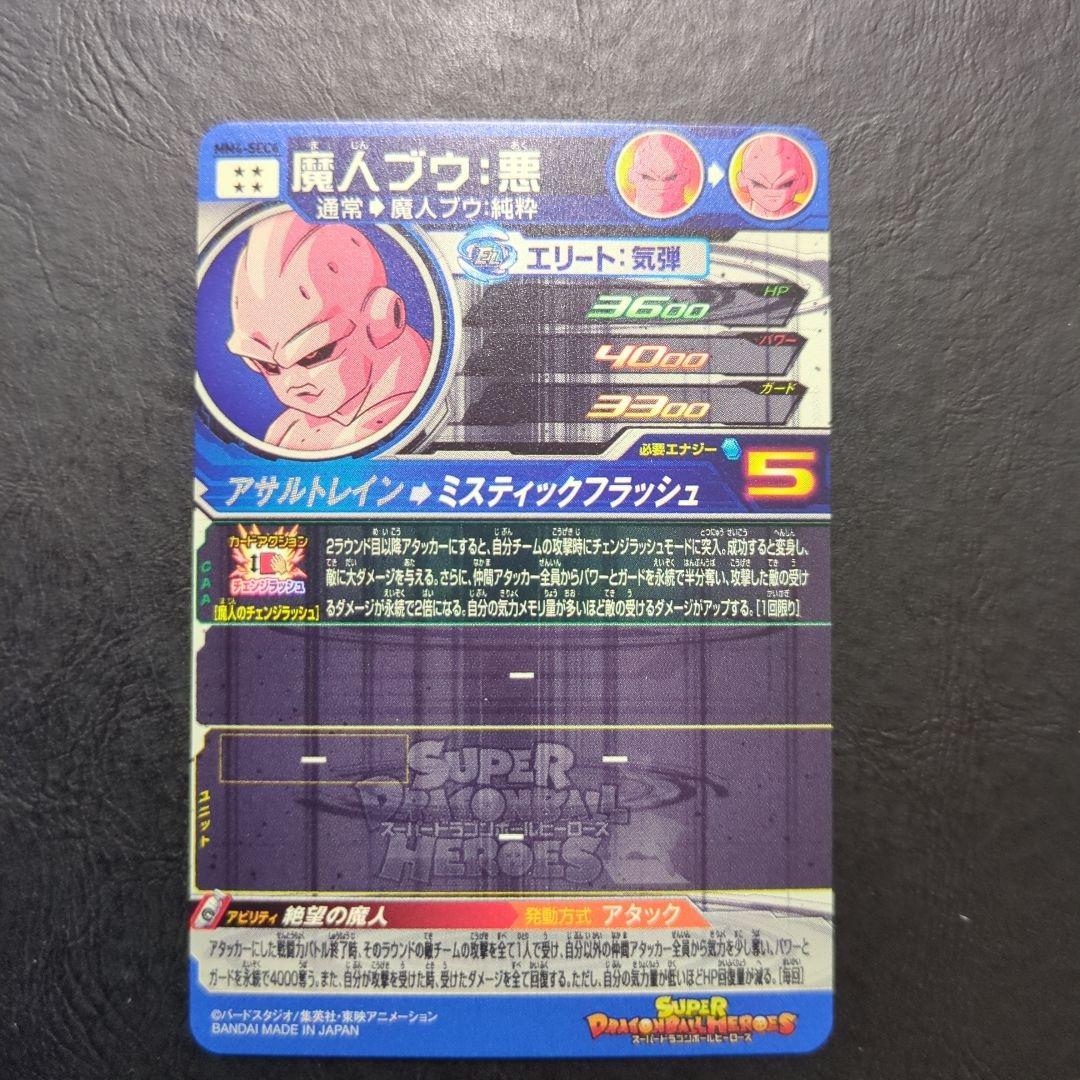 MM4-SEC6
魔人ブウ:悪
通常➡魔人ブウ:純粋
EL エリート:気弾
HP
3600
パワー
4000
ガード
3300
必要エナジー 5
アサルトレイン➡ミスティックフラッシュ
CAA
カードアクション
チェンジラッシュ
[魔人のチェンジラッシュ]
2ラウンド目以降アタッカーにすると、自分チームの攻撃時にチェンジラッシュモードに突入。成功すると変身し、
敵に大ダメージを与える。さらに、仲間アタッカー全員からパワーとガードを永続で半分奪い、攻撃した敵の受け
るダメージが永続で2倍になる。自分の気力メモリ量が多いほど敵の受けるダメージがアップする。[1回限り]
ー
ユニット
ー
ー
ー
SUPER
DRAGONBALL
スーパードラゴンボールヒーローズ
HEROES
アビリティ 絶望の魔人
発動方式 アタック
アタッカーにした戦闘力バトル終了時、そのラウンドの敵チームの攻撃を全て1人で受け、自分以外の仲間アタッカー全員から気力を少し奪い、パワーと
ガードを永続で4000奪う。また、自分が攻撃を受けた時、受けたダメージを全て回復する。ただし、自分の気力量が低いほどHP回復量が減る。[毎回]
©バードスタジオ/集英社・東映アニメーション
BANDAI MADE IN JAPAN
SUPER
DRAGONBALL HEROES
スーパードラゴンボールヒーローズ